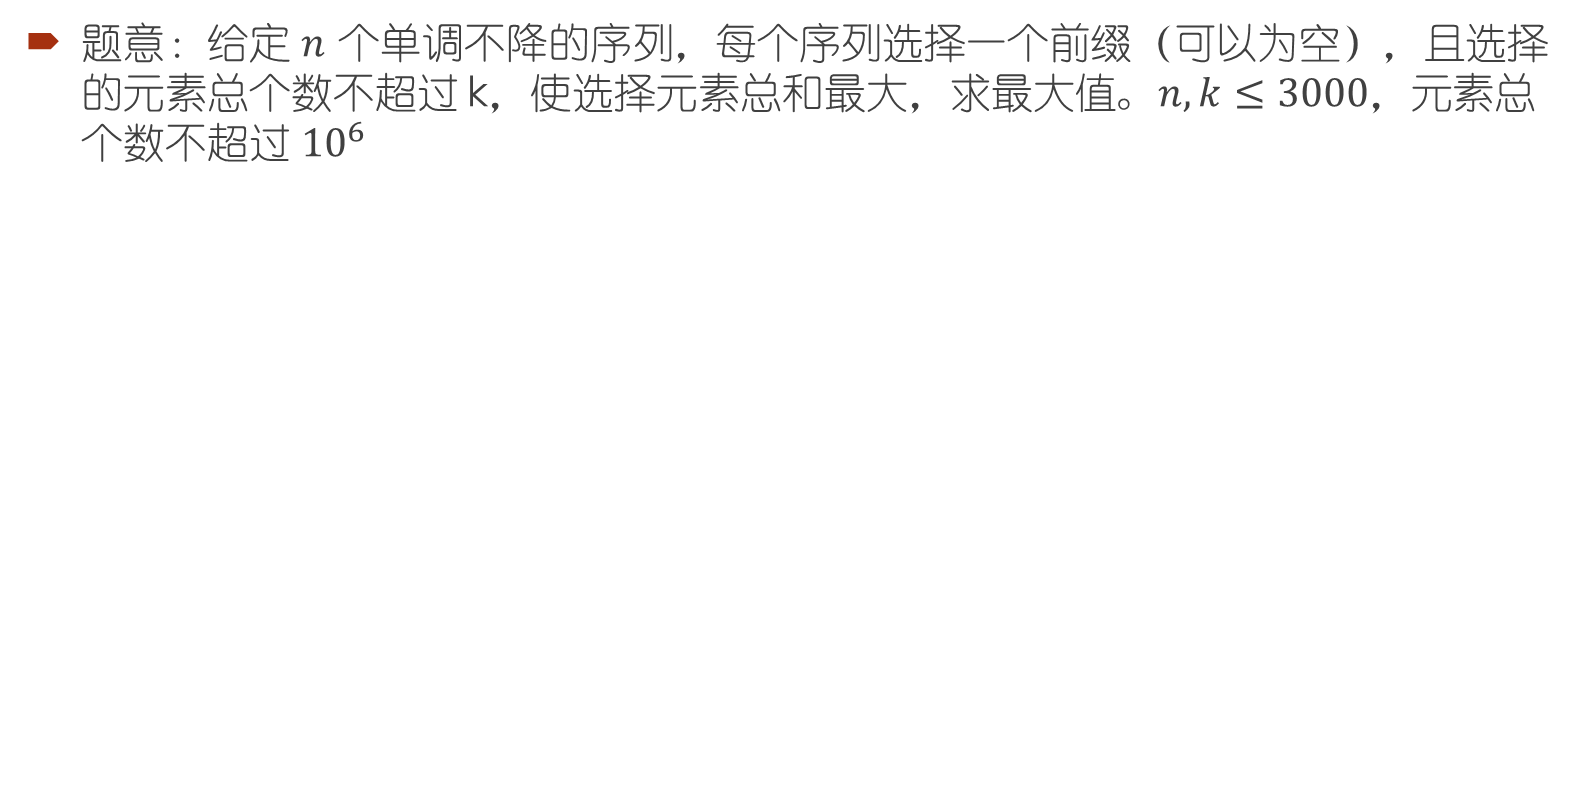 题意：给定 n 个单调不降的序列，每个序列选择一个前缀（可以为空），且选择
的元素总个数不超过 k，使选择元素总和最大，求最大值。n, k ≤ 3000，元素总
个数不超过 10⁶